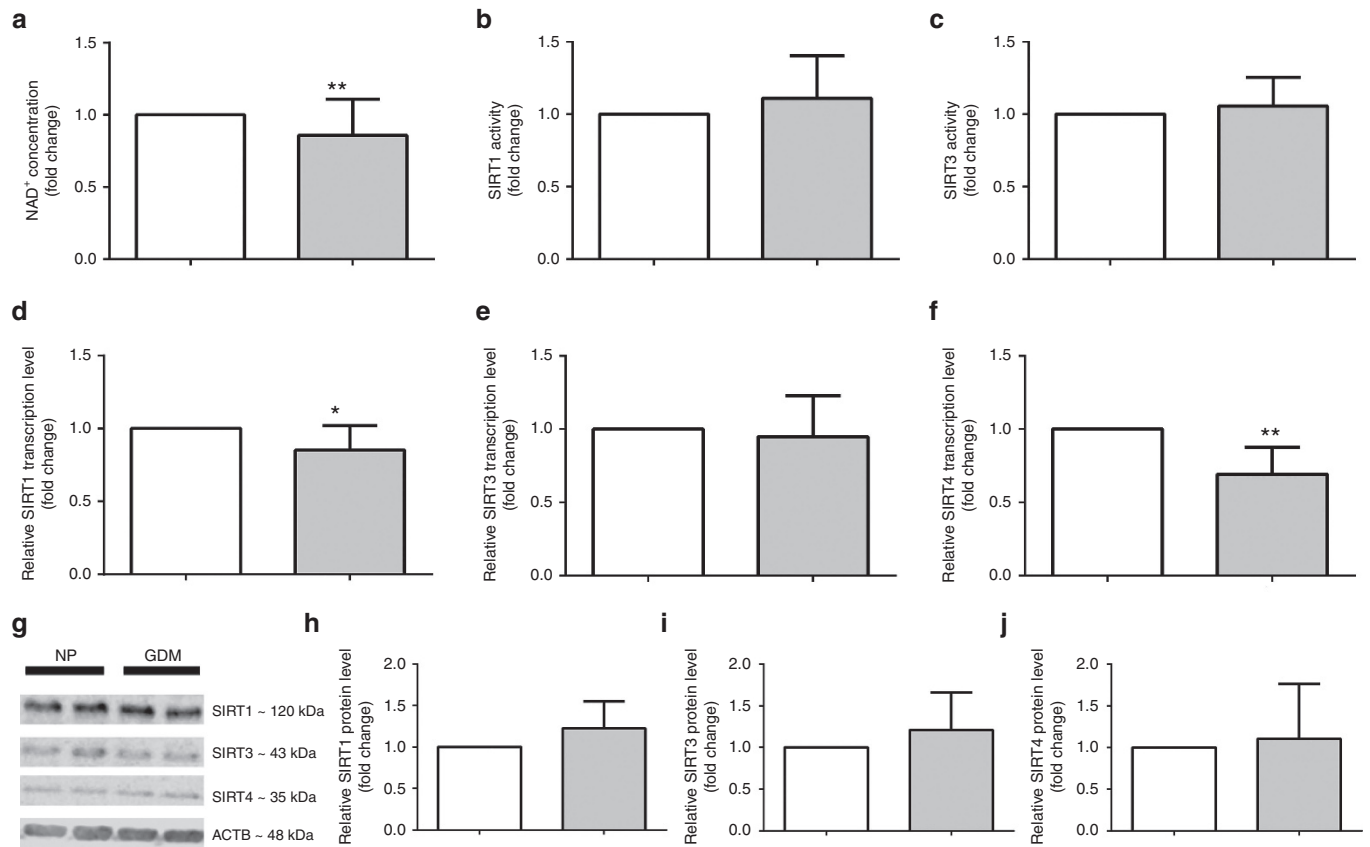 a
NAD+ concentration
(fold change)
1.5
1.0
0.5
0.0
**
b
SIRT1 activity
(fold change)
1.5
1.0
0.5
0.0
c
SIRT3 activity
(fold change)
1.5
1.0
0.5
0.0
d
Relative SIRT1 transcription level
(fold change)
1.5
1.0
0.5
0.0
*
e
Relative SIRT3 transcription level
(fold change)
1.5
1.0
0.5
0.0
f
Relative SIRT4 transcription level
(fold change)
1.5
1.0
0.5
0.0
**
g
NP GDM
SIRT1 ~ 120 kDa
SIRT3 ~ 43 kDa
SIRT4 ~ 35 kDa
ACTB ~ 48 kDa
h
Relative SIRT1 protein level
(fold change)
2.0
1.5
1.0
0.5
0.0
i
Relative SIRT3 protein level
(fold change)
2.0
1.5
1.0
0.5
0.0
j
Relative SIRT4 protein level
(fold change)
2.0
1.5
1.0
0.5
0.0